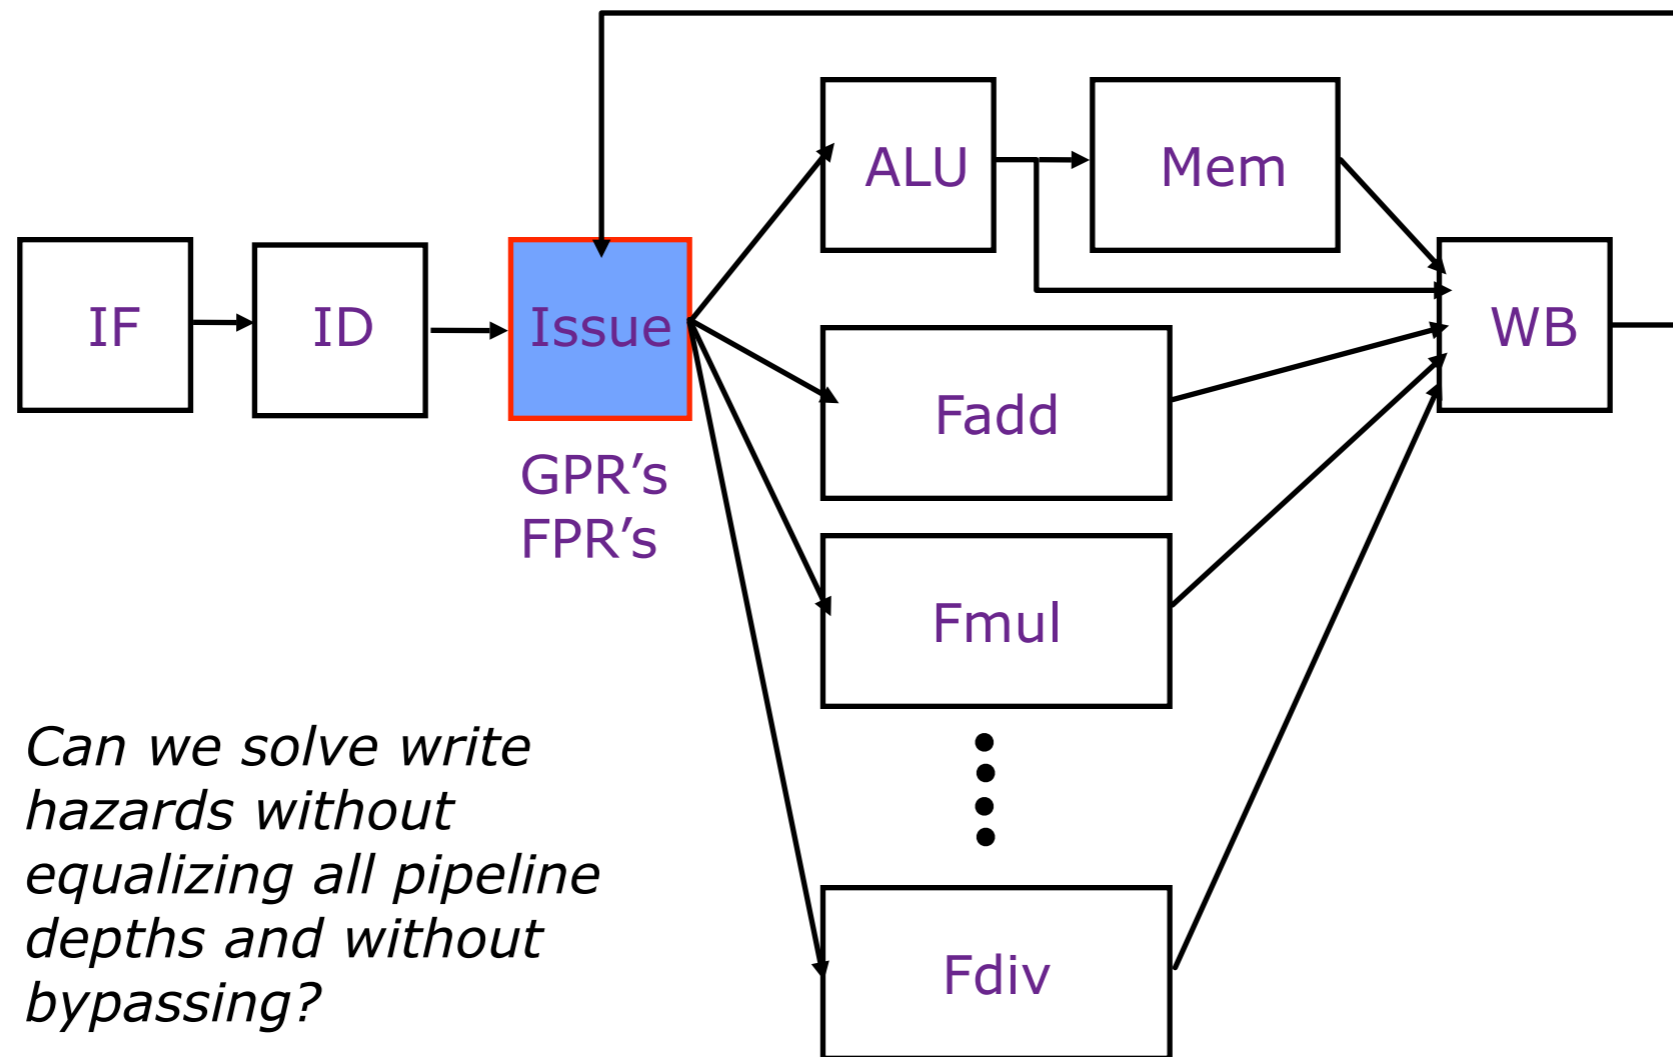 IF
ID
Issue
GPR’s
FPR’s
ALU
Mem
Fadd
Fmul
Fdiv
WB
Can we solve write
hazards without
equalizing all pipeline
depths and without
bypassing?